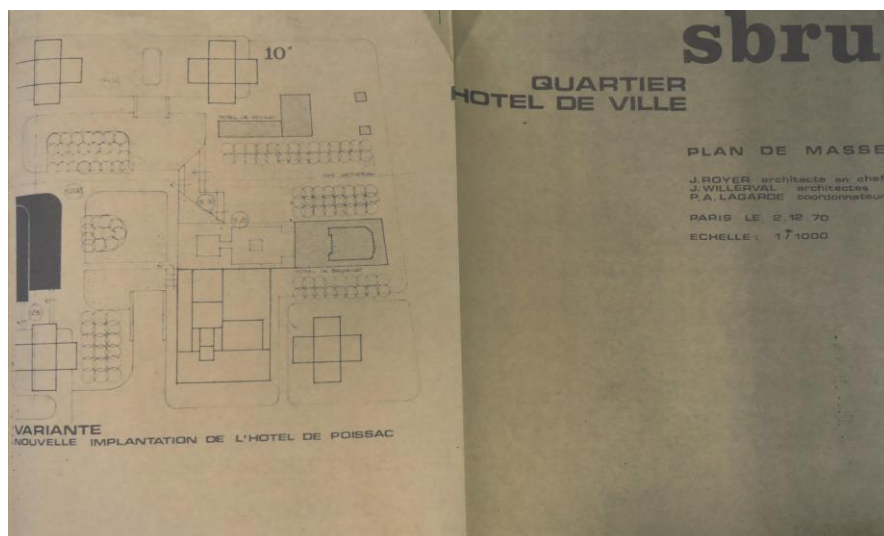 10'
VARIANTE
NOUVELLE IMPLANTATION DE L'HOTEL DE POISSAC
sbru
QUARTIER
HOTEL DE VILLE
PLAN DE MASSE
J.ROYER architecte en chef
J.WILLERVAL architectes
P.A.LAGARDE coordonnateur
PARIS LE 2.12.70
ECHELLE: 1 1000